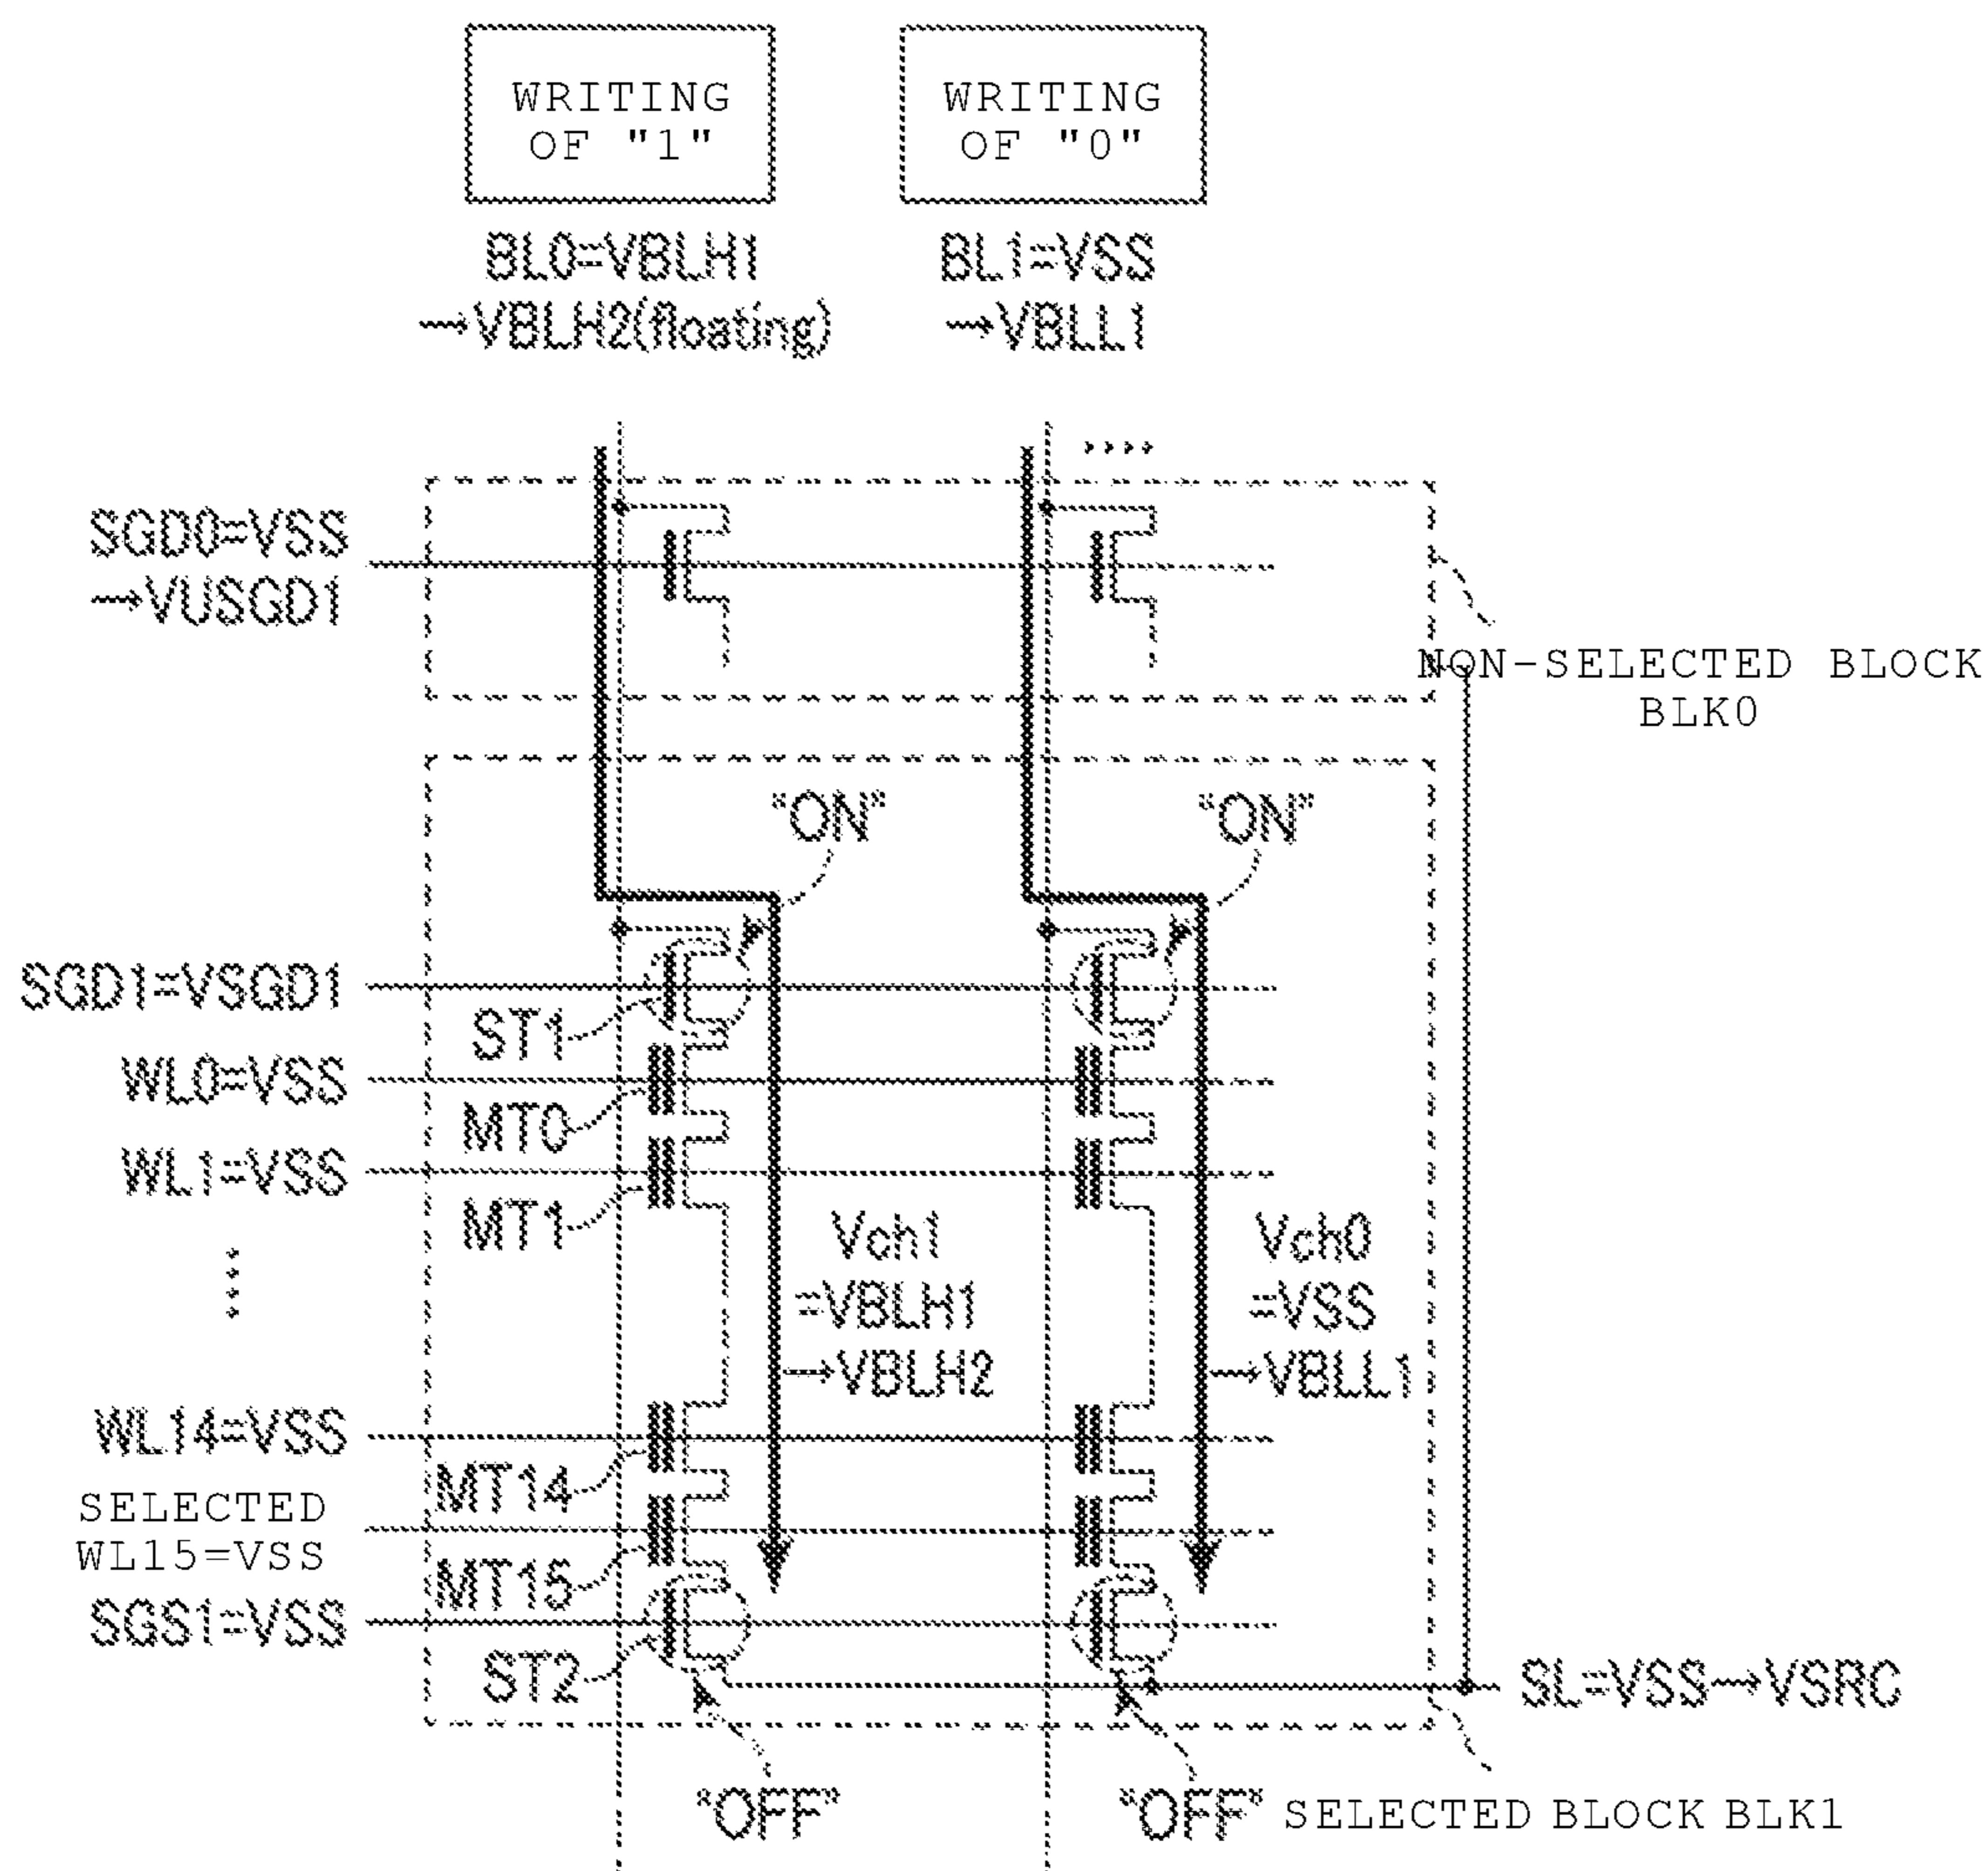 WRITING
OF "1"
WRITING
OF "0"
BL0=VBLH1
→VBLH2(floating)
BL1=VSS
→VBLL1
SGD0=VSS
→VUSGD1
NON-SELECTED BLOCK
BLK0
"ON"
"ON"
SGD1=VSGD1
ST1
WL0=VSS
MT0
WL1=VSS
MT1
Vch1
=VBLH1
→VBLH2
Vch0
=VSS
→VBLL1
WL14=VSS
MT14
SELECTED
WL15=VSS
MT15
SGS1=VSS
ST2
SL=VSS→VSRC
"OFF"
"OFF"
SELECTED BLOCK BLK1